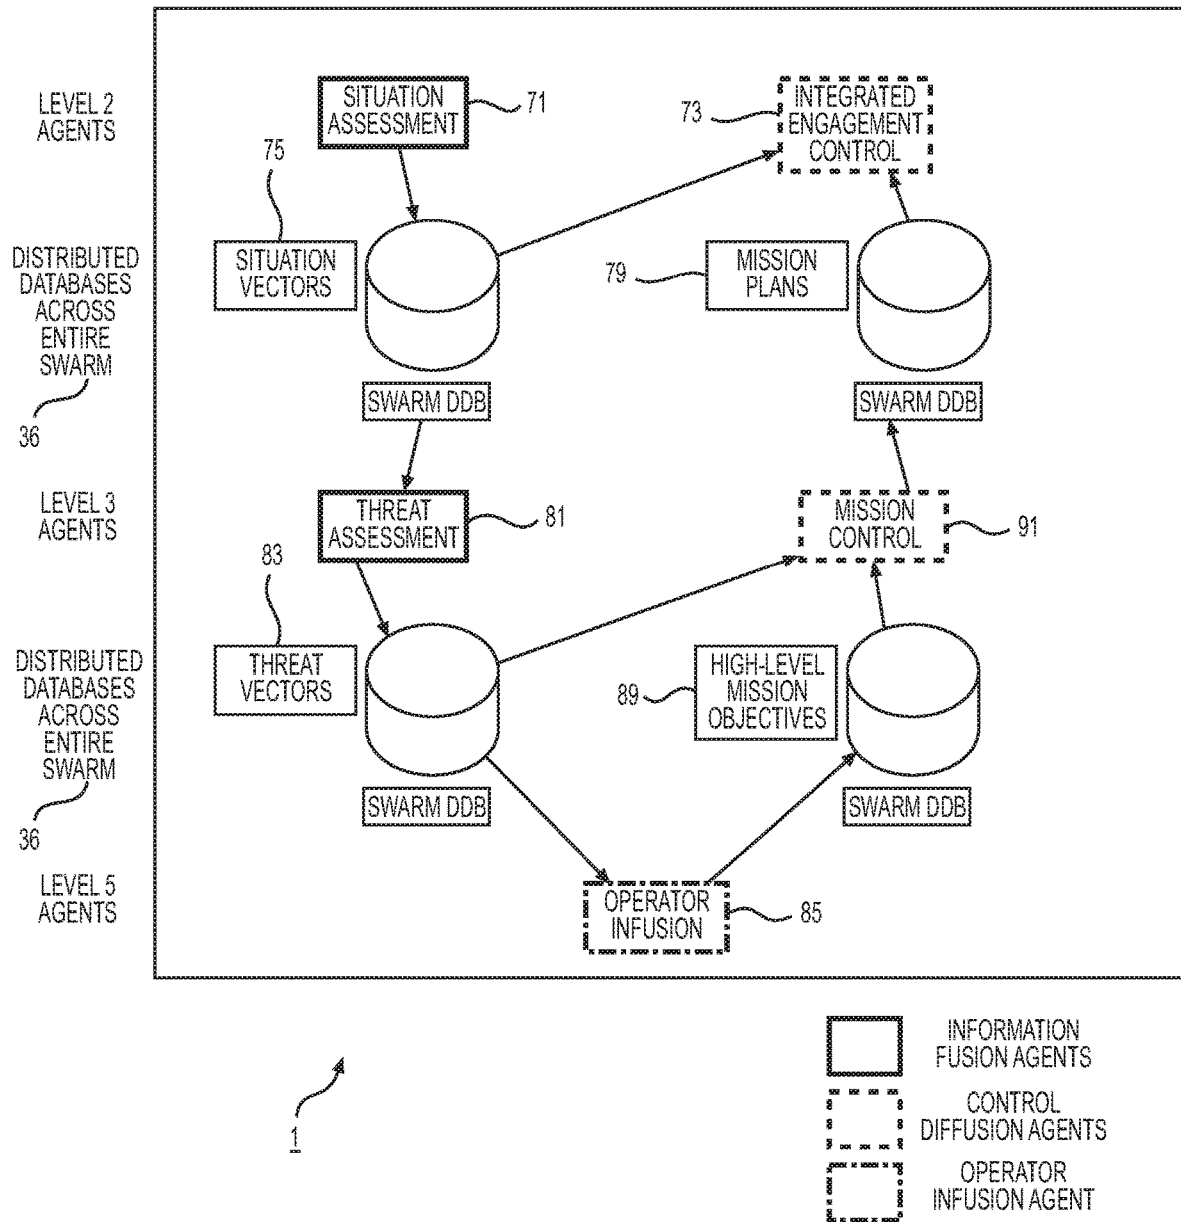 LEVEL 2
AGENTS
SITUATION
ASSESSMENT
71
73
INTEGRATED
ENGAGEMENT
CONTROL
75
DISTRIBUTED
DATABASES
ACROSS
ENTIRE
SWARM
36
SITUATION
VECTORS
79
MISSION
PLANS
SWARM DDB
SWARM DDB
LEVEL 3
AGENTS
THREAT
ASSESSMENT
81
MISSION
CONTROL
91
83
DISTRIBUTED
DATABASES
ACROSS
ENTIRE
SWARM
36
THREAT
VECTORS
89
HIGH-LEVEL
MISSION
OBJECTIVES
SWARM DDB
SWARM DDB
LEVEL 5
AGENTS
OPERATOR
INFUSION
85
1
INFORMATION
FUSION AGENTS
CONTROL
DIFFUSION AGENTS
OPERATOR
INFUSION AGENT